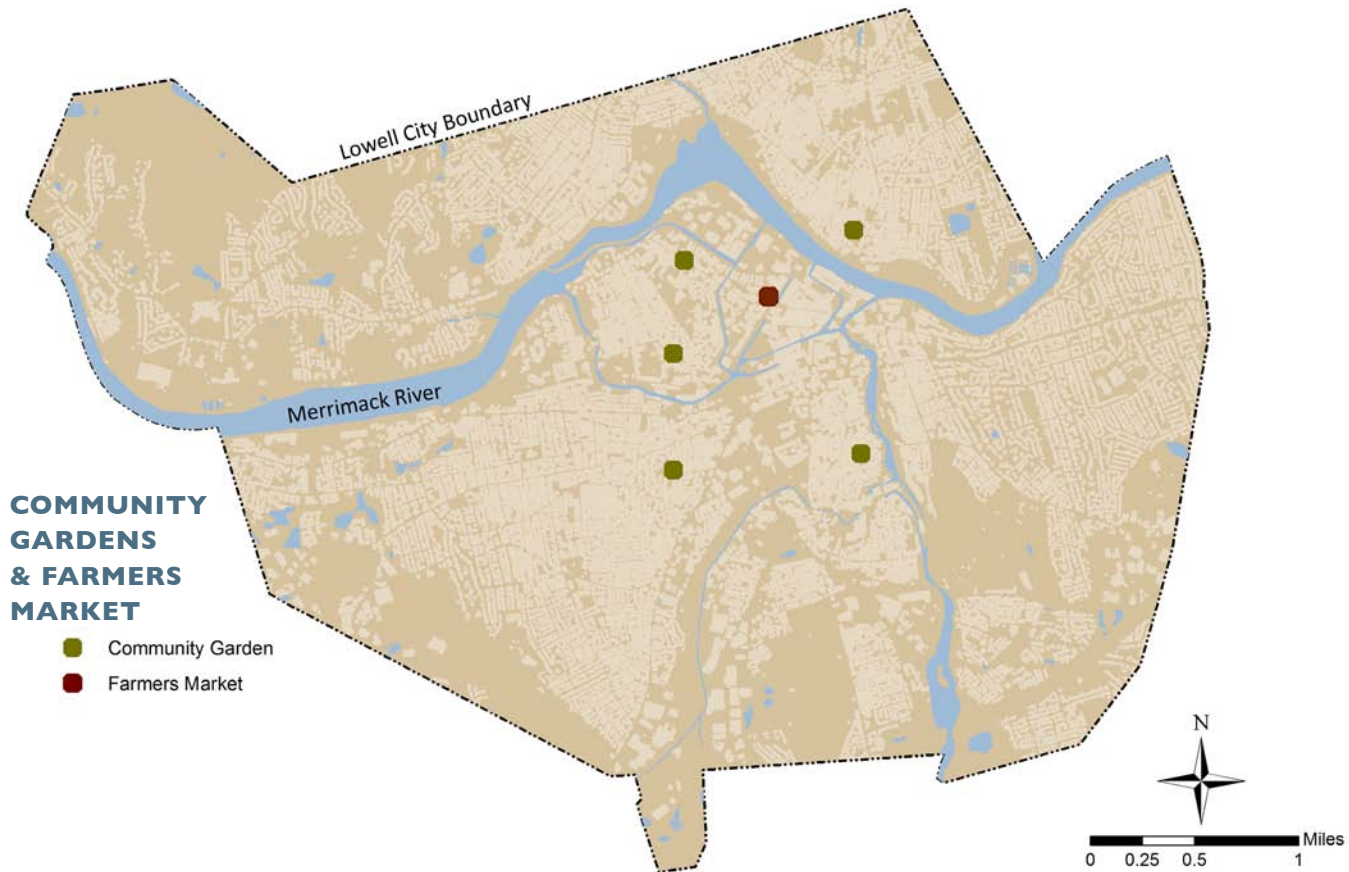 Lowell City Boundary
Merrimack River
COMMUNITY
GARDENS
& FARMERS
MARKET
Community Garden
Farmers Market
N
Miles
0 0.25 0.5 1